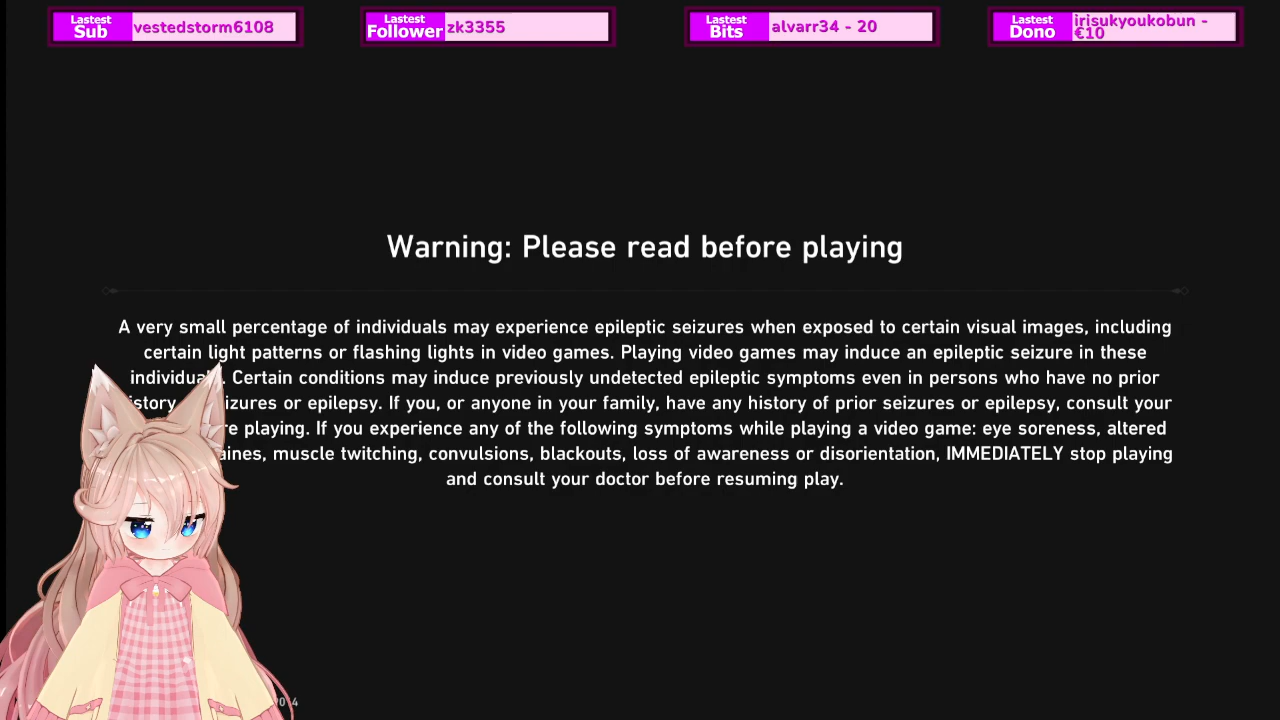 Lastest
Sub
vestedstorm6108
Lastest
Follower
zk3355
Lastest
Bits
alvarr34 - 20
Lastest
Dono
irisukyoukobun -
€10
Warning: Please read before playing
A very small percentage of individuals may experience epileptic seizures when exposed to certain visual images, including
certain light patterns or flashing lights in video games. Playing video games may induce an epileptic seizure in these
Certain conditions may induce previously undetected epileptic symptoms even in persons who have no prior
or epilepsy. If you, or anyone in your family, have any history of prior seizures or epilepsy, consult your
playing. If you experience any of the following symptoms while playing a video game: eye soreness, altered
muscle twitching, convulsions, blackouts, loss of awareness or disorientation, IMMEDIATELY stop playing
and consult your doctor before resuming play.